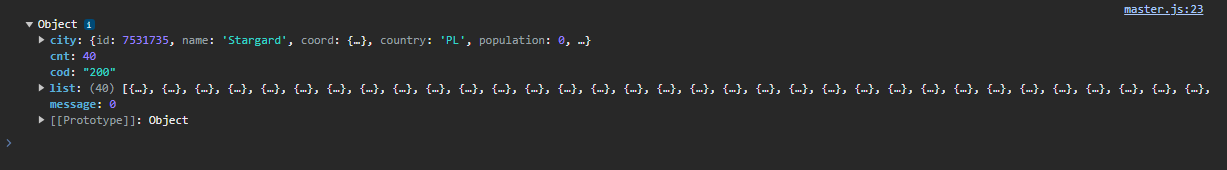 master.js:23
▼ Object i
▶ city: {id: 7531735, name: 'Stargard', coord: {…}, country: 'PL', population: 0, …}
cnt: 40
cod: "200"
▶ list: (40) [{…}, {…}, {…}, {…}, {…}, {…}, {…}, {…}, {…}, {…}, {…}, {…}, {…}, {…}, {…}, {…}, {…}, {…}, {…}, {…}, {…}, {…}, {…}, {…}, {…}, {…}, {…}, {…}, {…}, {…}, {…}, {…}, {…},
message: 0
▶ [[Prototype]]: Object
>